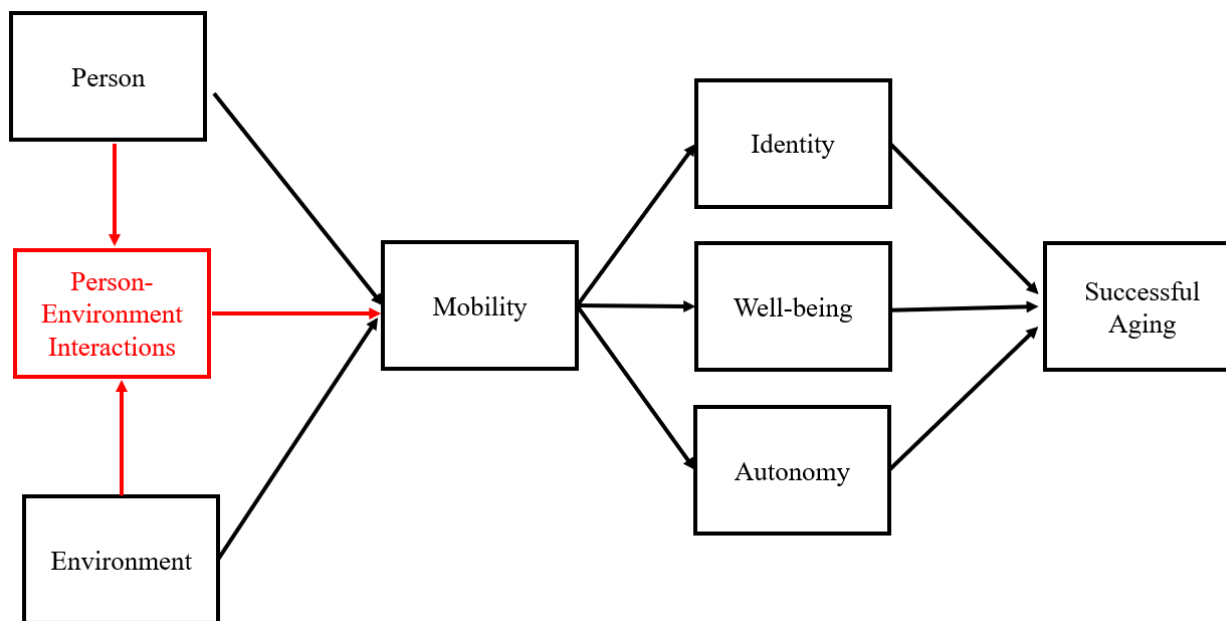 Person
Person-
Environment
Interactions
Environment
Mobility
Identity
Well-being
Autonomy
Successful
Aging